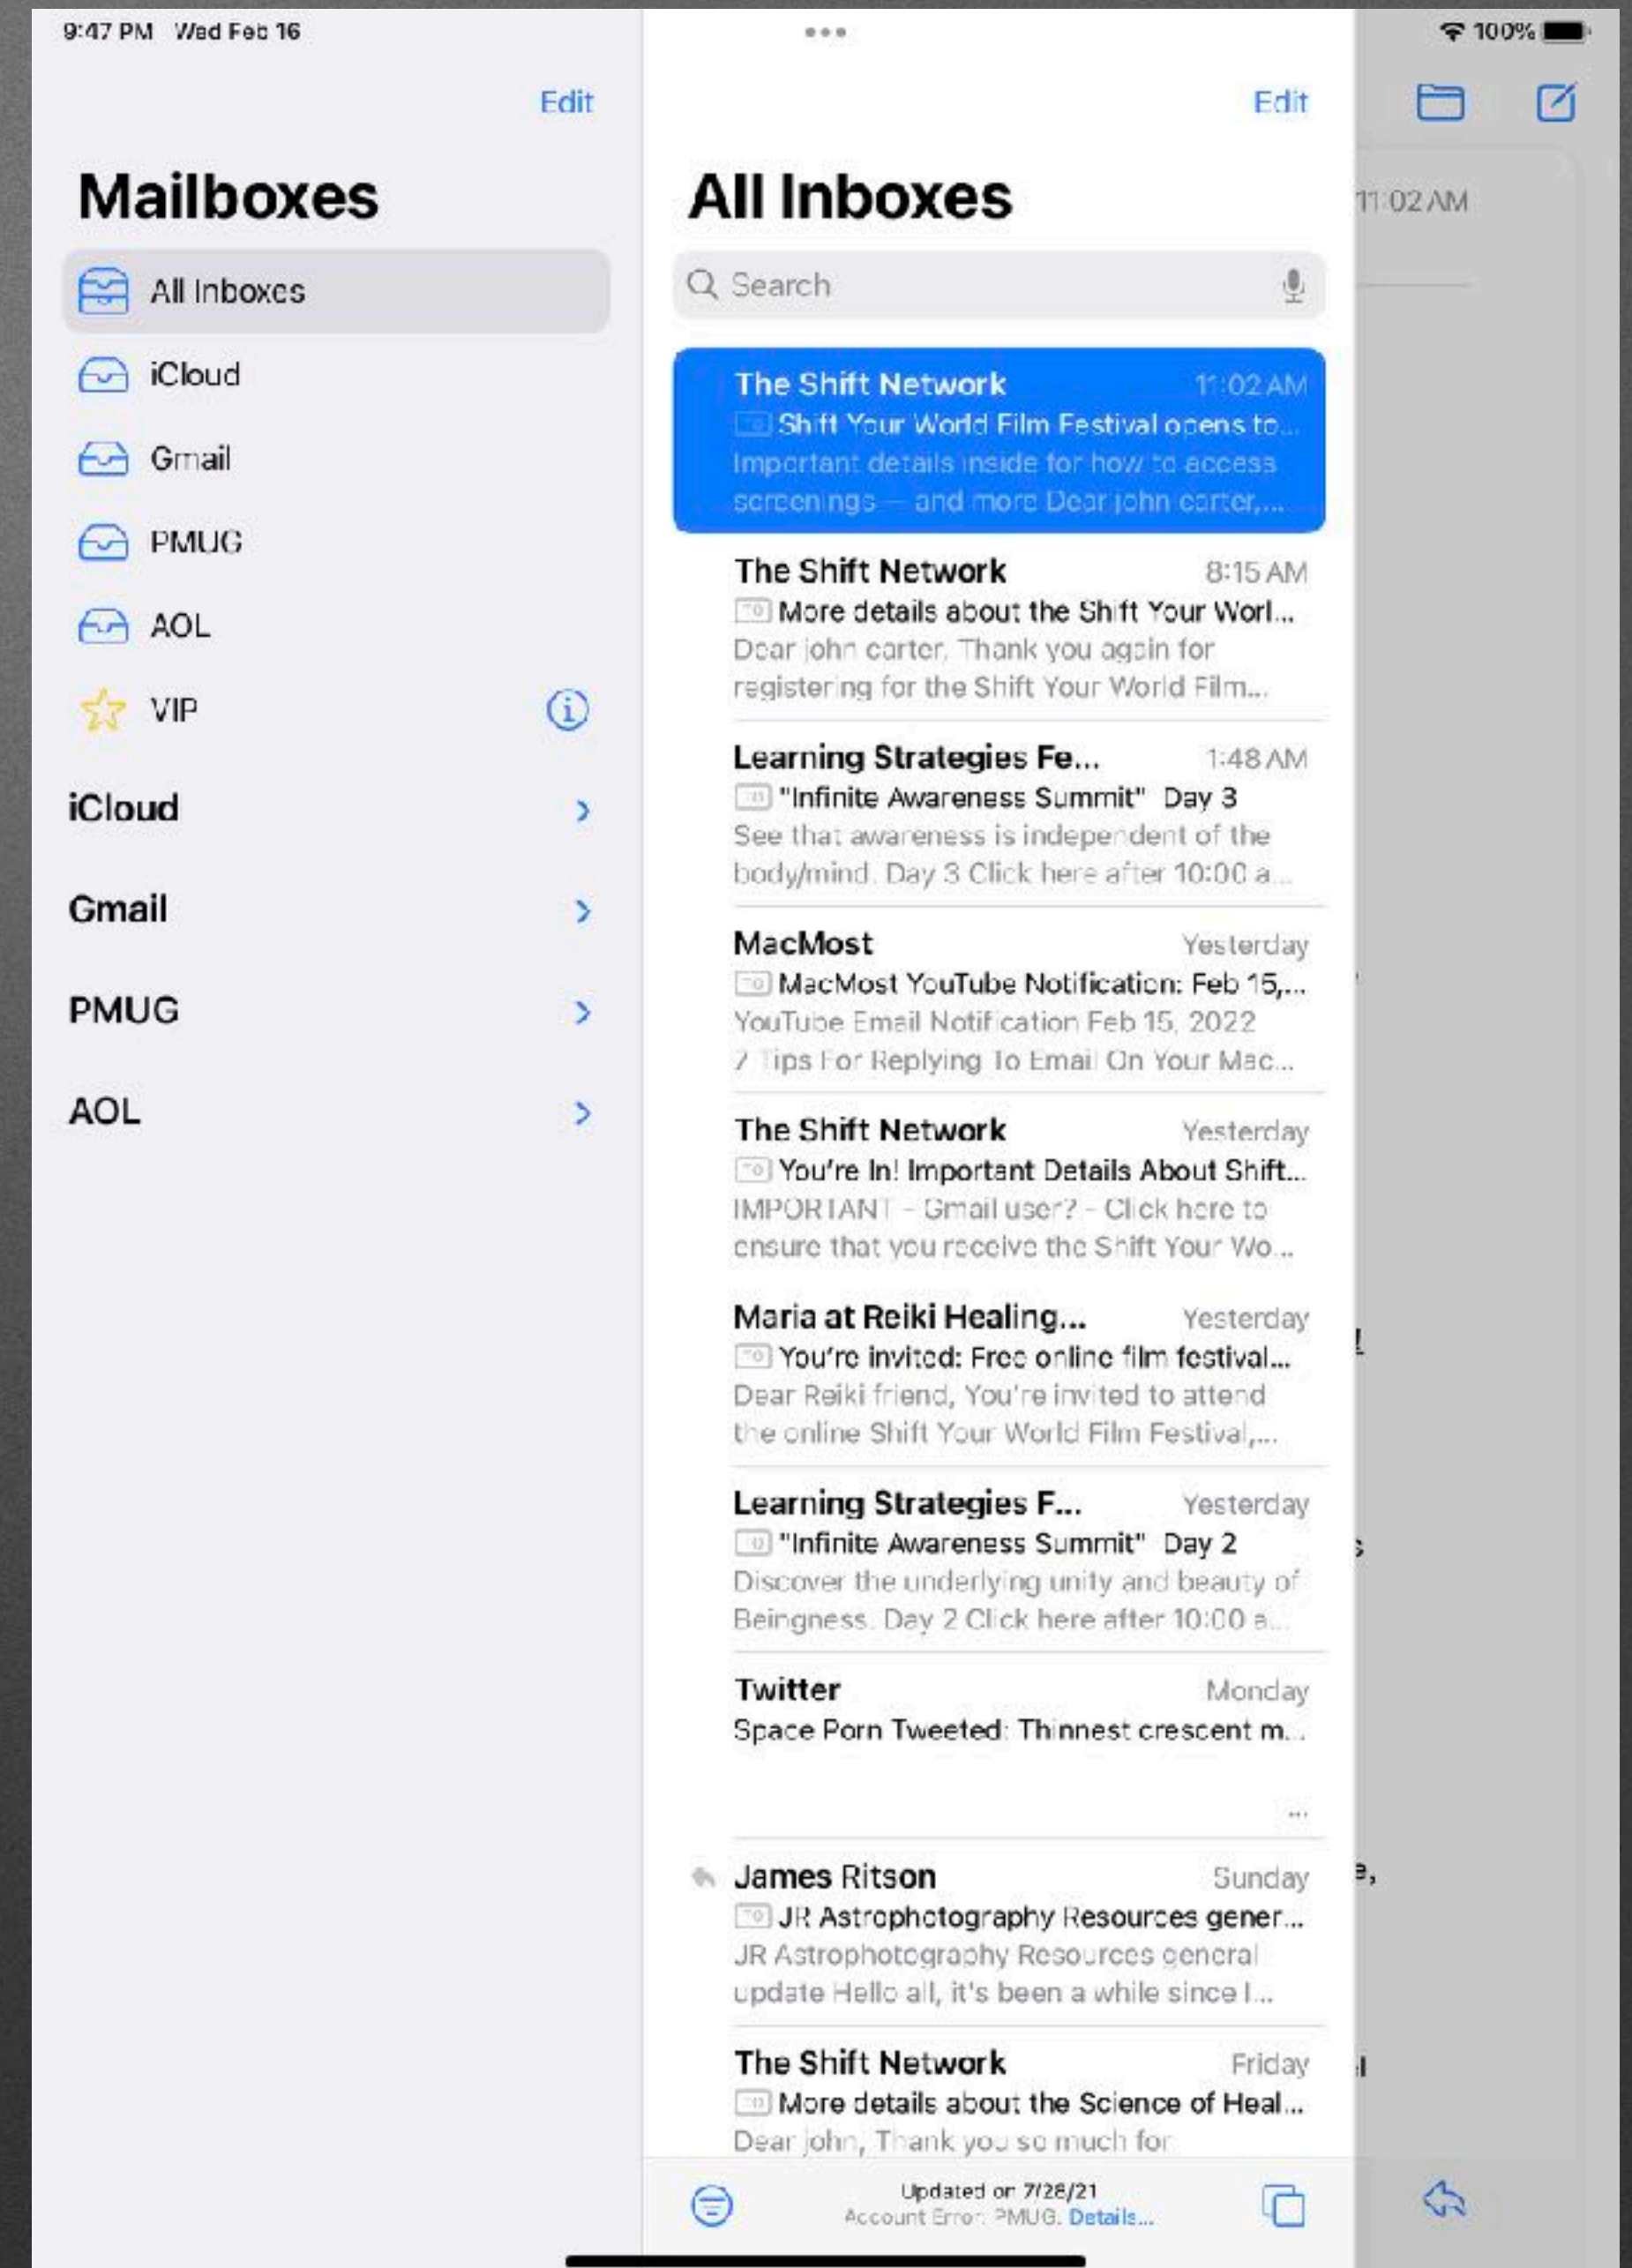 9:47 PM Wed Feb 16
100%
Edit
Mailboxes
All Inboxes
iCloud
Gmail
PMUG
AOL
VIP
iCloud
Gmail
PMUG
AOL
Edit
All Inboxes
Search
The Shift Network 11:02 AM
Shift Your World Film Festival opens to...
Important details inside for how to access
screenings — and more Dear john carter,...
The Shift Network 8:15 AM
TO More details about the Shift Your Worl...
Dear john carter, Thank you again for
registering for the Shift Your World Film...
Learning Strategies Fe... 1:48 AM
TO "Infinite Awareness Summit" Day 3
See that awareness is independent of the
body/mind. Day 3 Click here after 10:00 a...
MacMost Yesterday
TO MacMost YouTube Notification: Feb 15,...
YouTube Email Notification Feb 15, 2022
7 Tips For Replying To Email On Your Mac...
The Shift Network Yesterday
TO You're In! Important Details About Shift...
IMPORTANT - Gmail user? - Click here to
ensure that you receive the Shift Your Wo...
Maria at Reiki Healing... Yesterday
TO You're invited: Free online film festival...
Dear Reiki friend, You're invited to attend
the online Shift Your World Film Festival,...
Learning Strategies F... Yesterday
TO "Infinite Awareness Summit" Day 2
Discover the underlying unity and beauty of
Beingness. Day 2 Click here after 10:00 a...
Twitter Monday
Space Porn Tweeted: Thinnest crescent m...
...
James Ritson Sunday
TO JR Astrophotography Resources gener...
JR Astrophotography Resources general
update Hello all, it's been a while since I...
The Shift Network Friday
TO More details about the Science of Heal...
Dear john, Thank you so much for
Updated on 7/28/21
Account Error: PMUG. Details...
11:02 AM